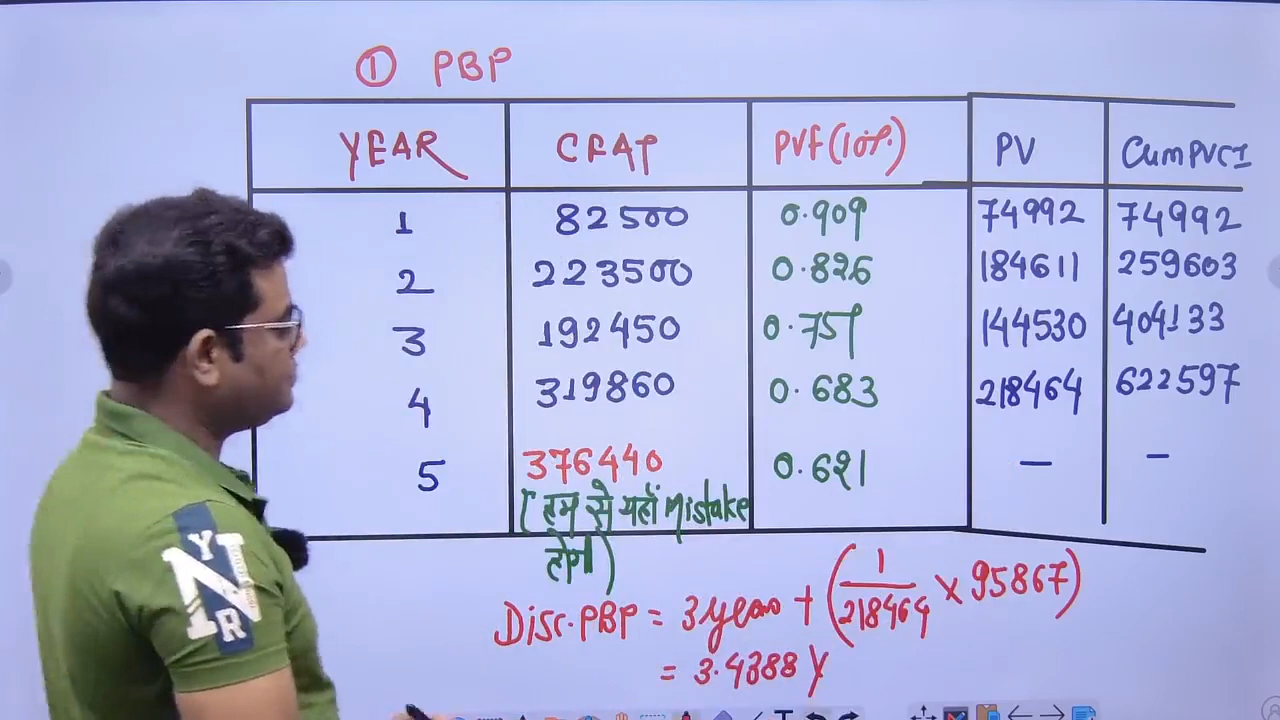 ① PBP
YEAR CFAT PVF(10%) PV CumPVCI
1 82500 0.909 74992 74992
2 223500 0.826 184611 259603
3 192450 0.751 144530 404133
4 319860 0.683 218464 622597
5 376440 0.621 — —
(हम से यहाँ mistake
होगा)
Disc.PBP = 3 years + (1/218464 × 95867)
= 3.4388 Y
Y
N
R